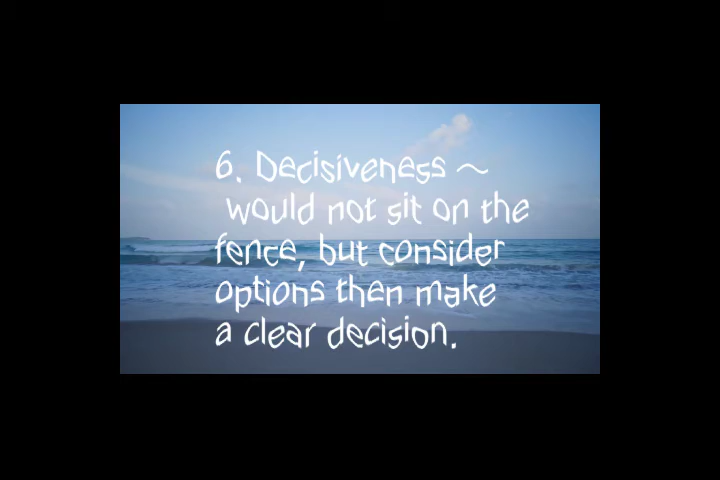 6. Decisiveness ~
would not sit on the
fence, but consider
options then make
a clear decision.